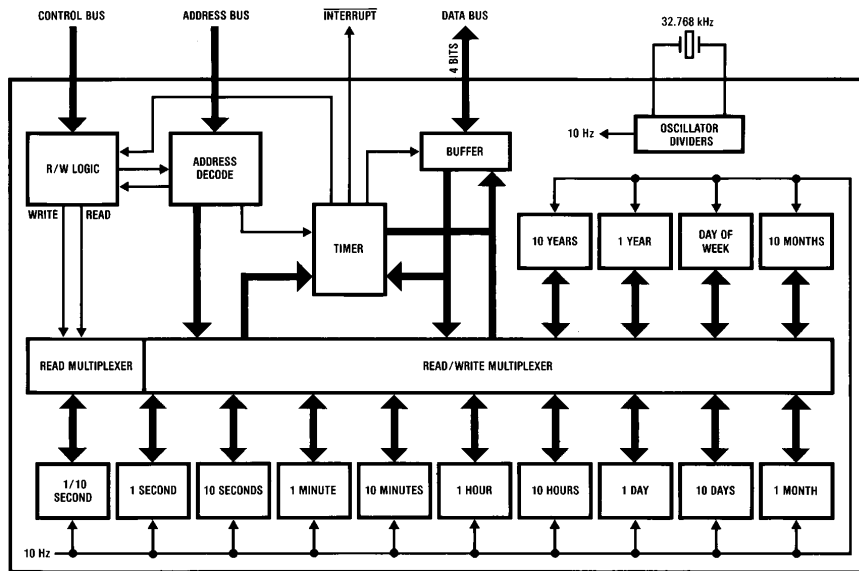 CONTROL BUS
ADDRESS BUS
INTERRUPT
DATA BUS
4 BITS
32.768 kHz
10 Hz
OSCILLATOR
DIVIDERS
R/W LOGIC
ADDRESS
DECODE
BUFFER
WRITE
READ
TIMER
10 YEARS
1 YEAR
DAY OF
WEEK
10 MONTHS
READ MULTIPLEXER
READ/WRITE MULTIPLEXER
1/10
SECOND
1 SECOND
10 SECONDS
1 MINUTE
10 MINUTES
1 HOUR
10 HOURS
1 DAY
10 DAYS
1 MONTH
10 Hz